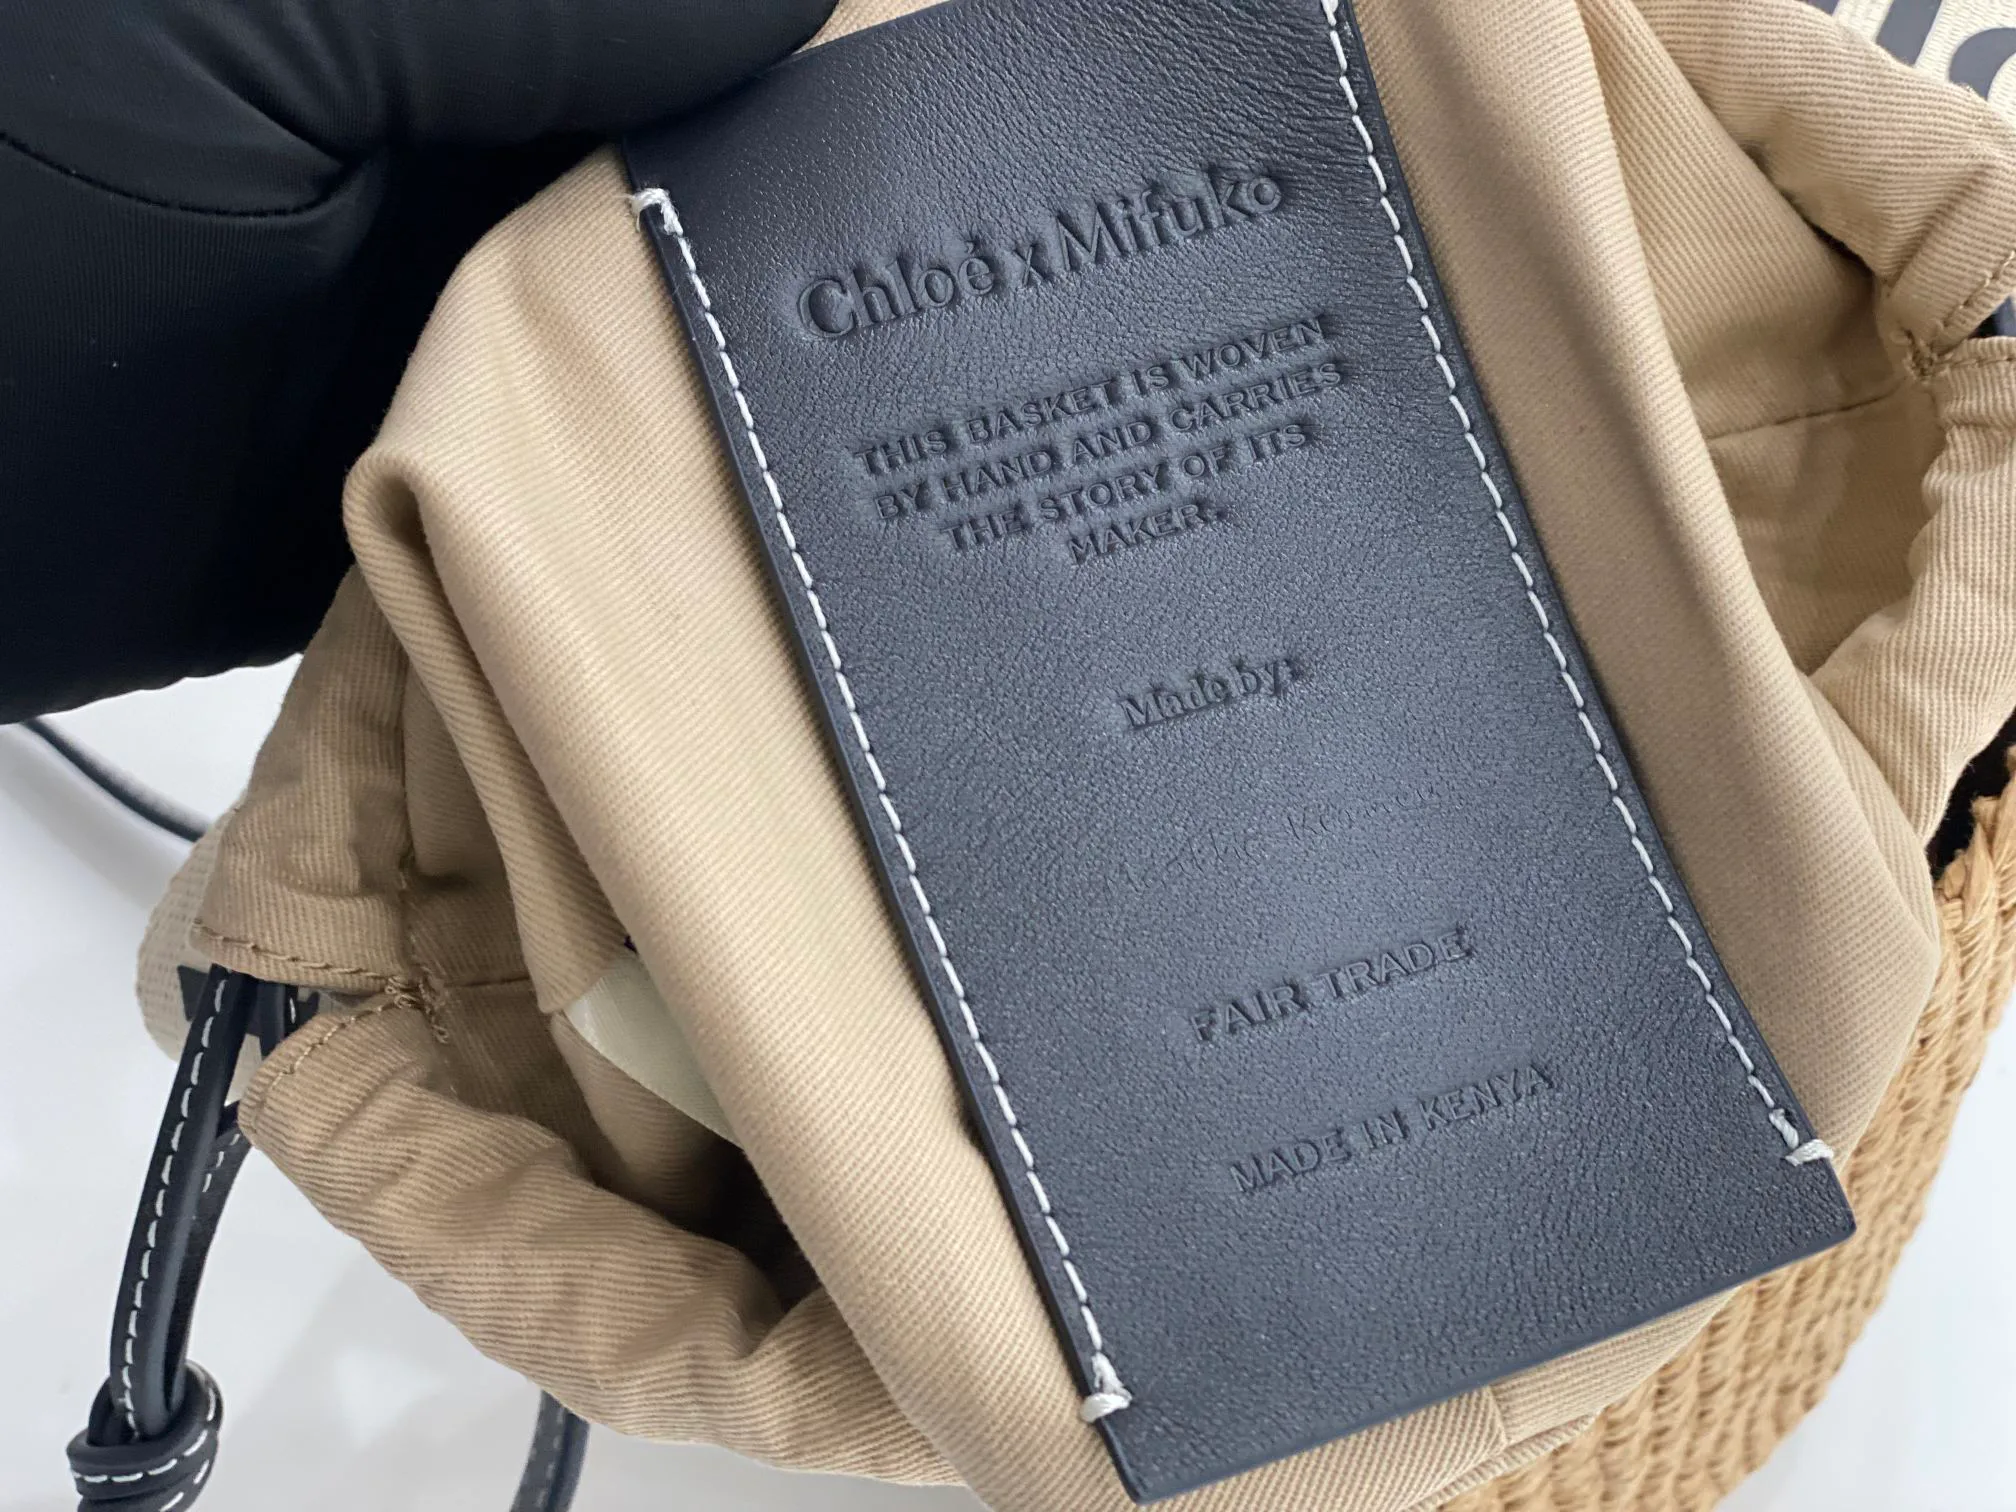 Chloé x Mifuko
THIS BASKET IS WOVEN
BY HAND AND CARRIES
THE STORY OF ITS
MAKER.
Made by:
FAIR TRADE
MADE IN KENYA